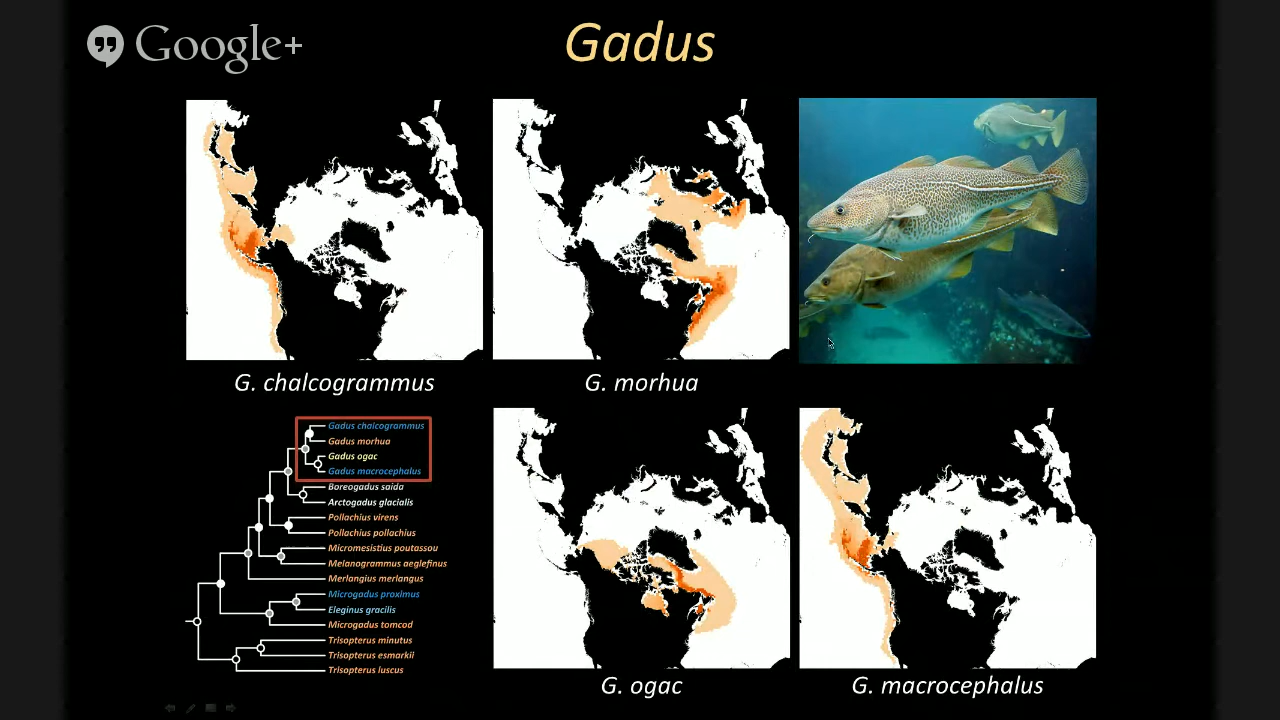 Google+
Gadus
G. chalcogrammus
G. morhua
Gadus chalcogrammus
Gadus morhua
Gadus ogac
Gadus macrocephalus
Boreogadus saida
Arctogadus glacialis
Pollachius virens
Pollachius pollachius
Micromesistius poutassou
Melanogrammus aeglefinus
Merlangius merlangus
Microgadus proximus
Eleginus gracilis
Microgadus tomcod
Trisopterus minutus
Trisopterus esmarkii
Trisopterus luscus
G. ogac
G. macrocephalus